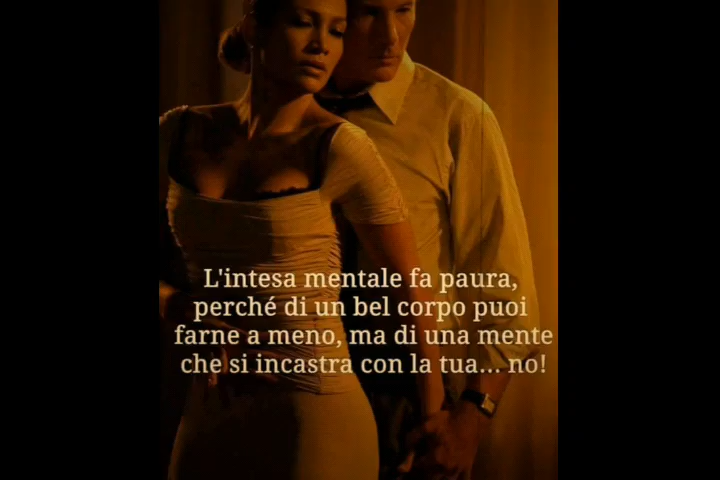 L'intesa mentale fa paura,
perché di un bel corpo puoi
farne a meno, ma di una mente
che si incastra con la tua... no!